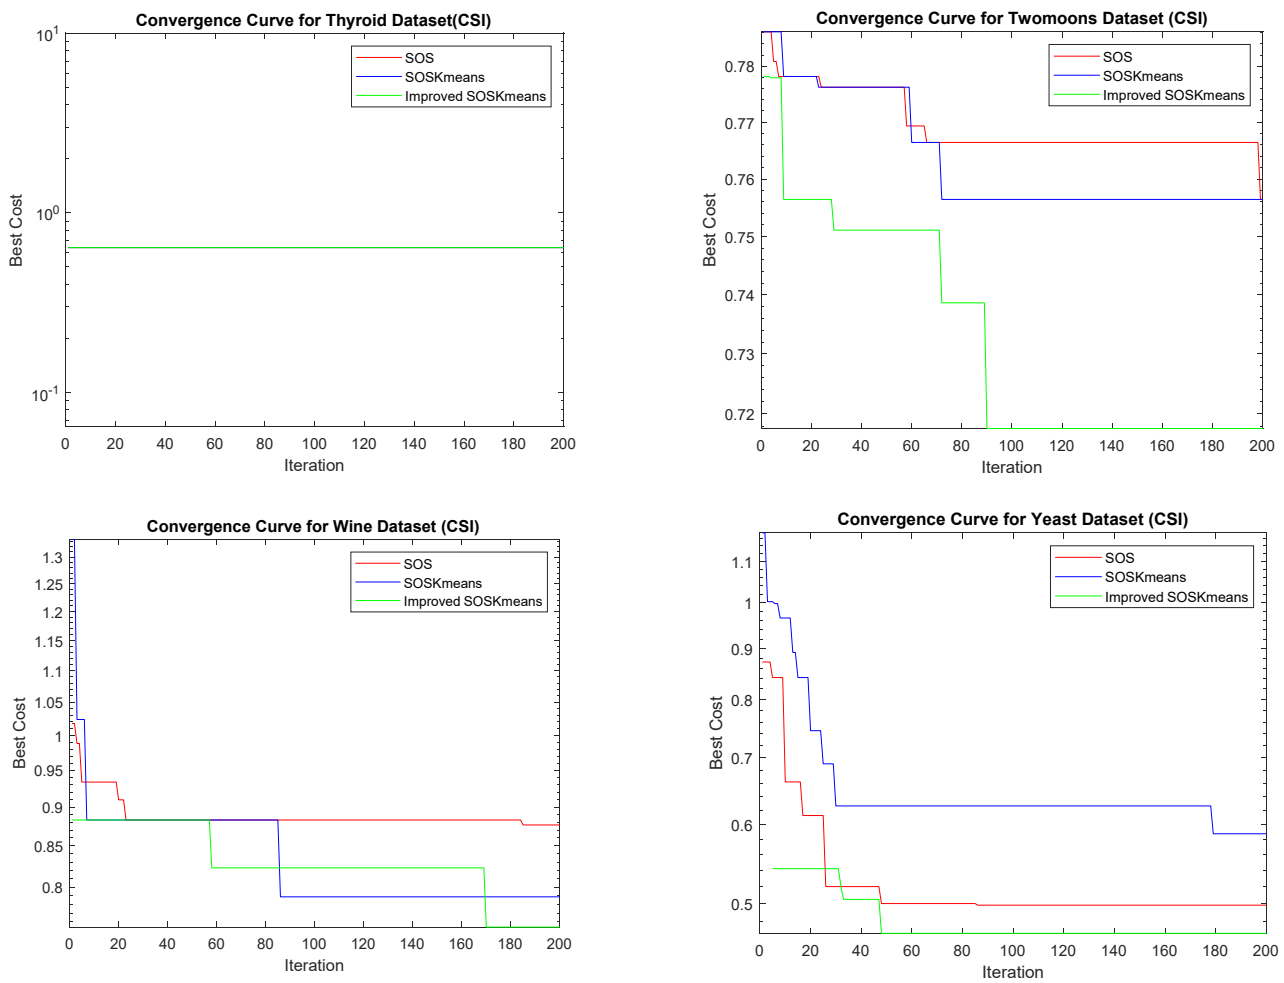 Convergence Curve for Thyroid Dataset(CSI)
10^1
10^0
10^-1
Best Cost
SOS
SOSKmeans
Improved SOSKmeans
0 20 40 60 80 100 120 140 160 180 200
Iteration
Convergence Curve for Twomoons Dataset (CSI)
0.78
0.77
0.76
0.75
0.74
0.73
0.72
Best Cost
SOS
SOSKmeans
Improved SOSKmeans
0 20 40 60 80 100 120 140 160 180 200
Iteration
Convergence Curve for Wine Dataset (CSI)
1.3
1.25
1.2
1.15
1.1
1.05
1
0.95
0.9
0.85
0.8
Best Cost
SOS
SOSKmeans
Improved SOSKmeans
0 20 40 60 80 100 120 140 160 180 200
Iteration
Convergence Curve for Yeast Dataset (CSI)
1.1
1
0.9
0.8
0.7
0.6
0.5
Best Cost
SOS
SOSKmeans
Improved SOSKmeans
0 20 40 60 80 100 120 140 160 180 200
Iteration